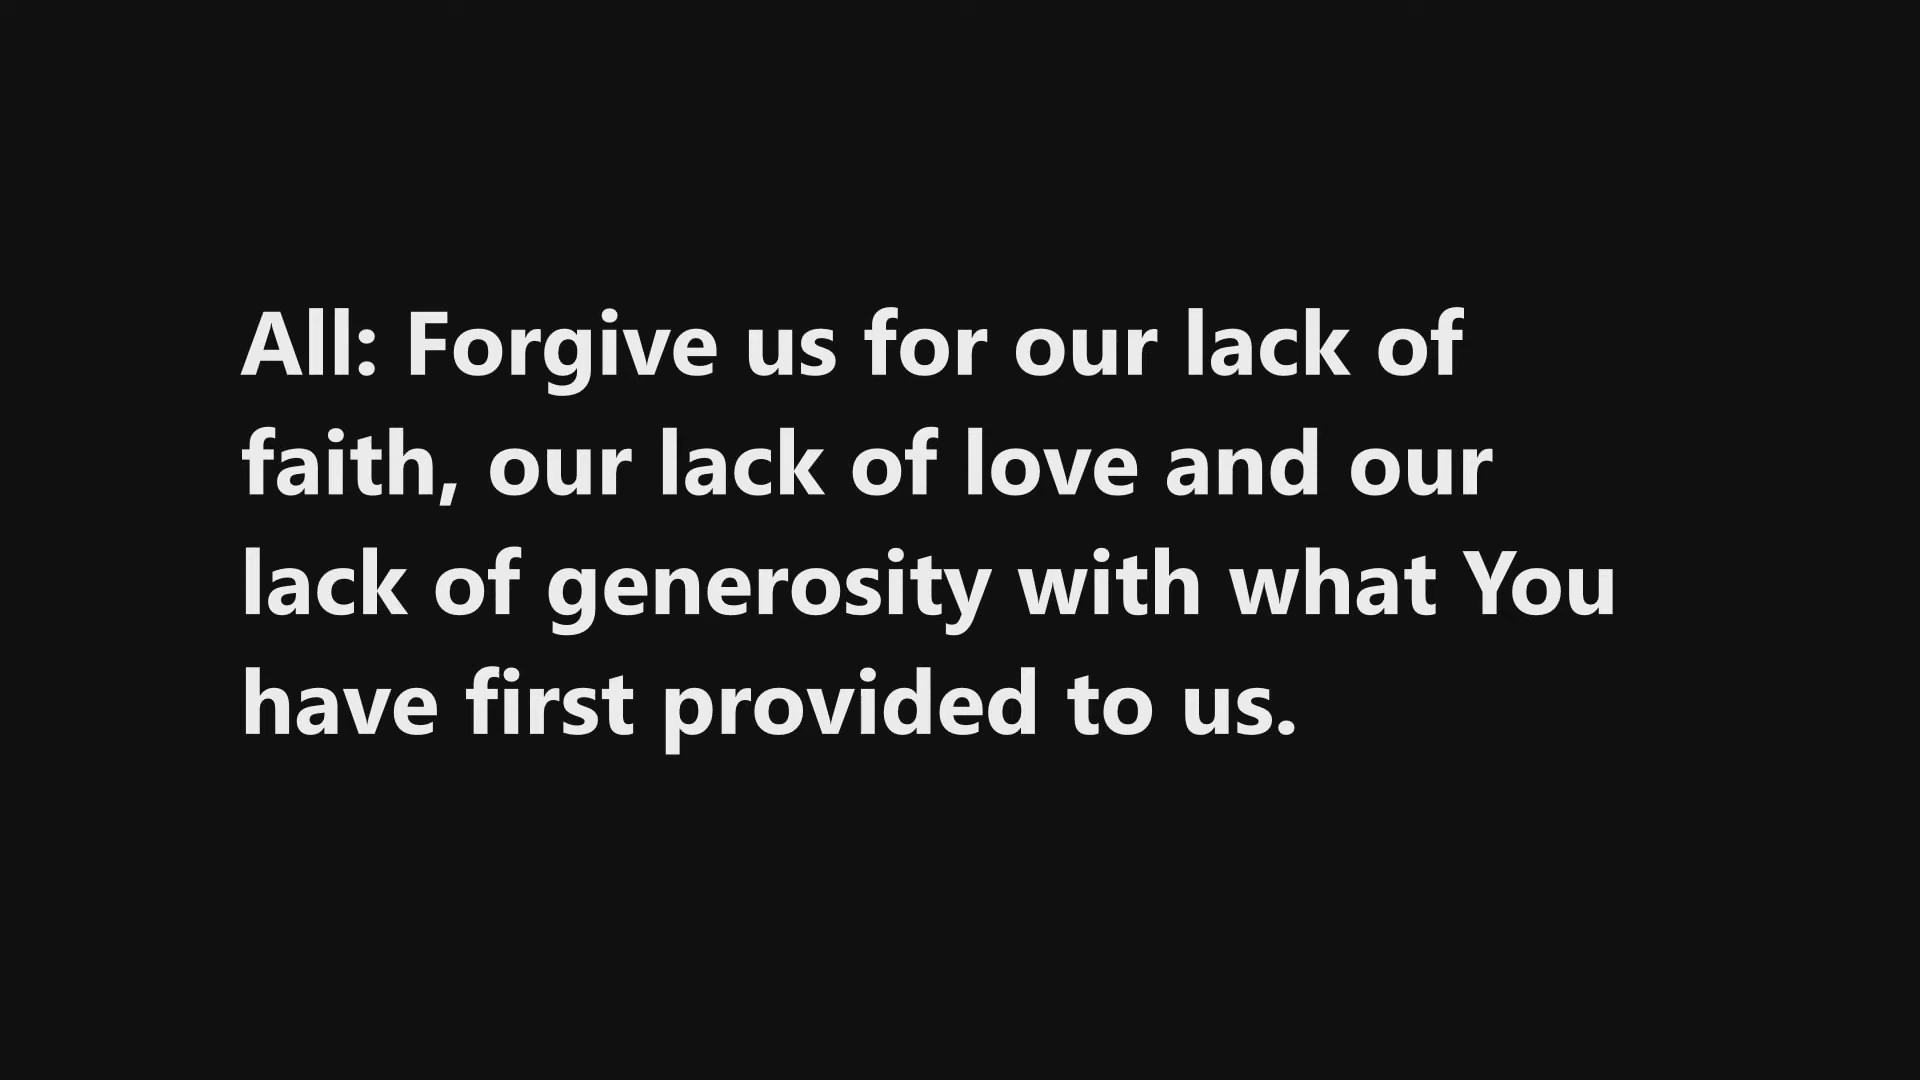 All: Forgive us for our lack of
faith, our lack of love and our
lack of generosity with what You
have first provided to us.